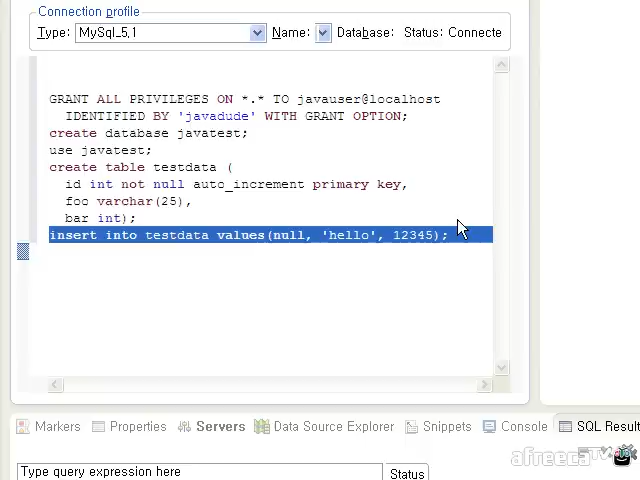 Connection profile
Type: MySql_5,1 Name: Database: Status: Connecte
GRANT ALL PRIVILEGES ON *.* TO javauser@localhost
IDENTIFIED BY 'javadude' WITH GRANT OPTION;
create database javatest;
use javatest;
create table testdata (
id int not null auto_increment primary key,
foo varchar(25),
bar int);
insert into testdata values(null, 'hello', 12345);
Markers Properties Servers Data Source Explorer Snippets Console SQL Result
afreeca
Type query expression here Status